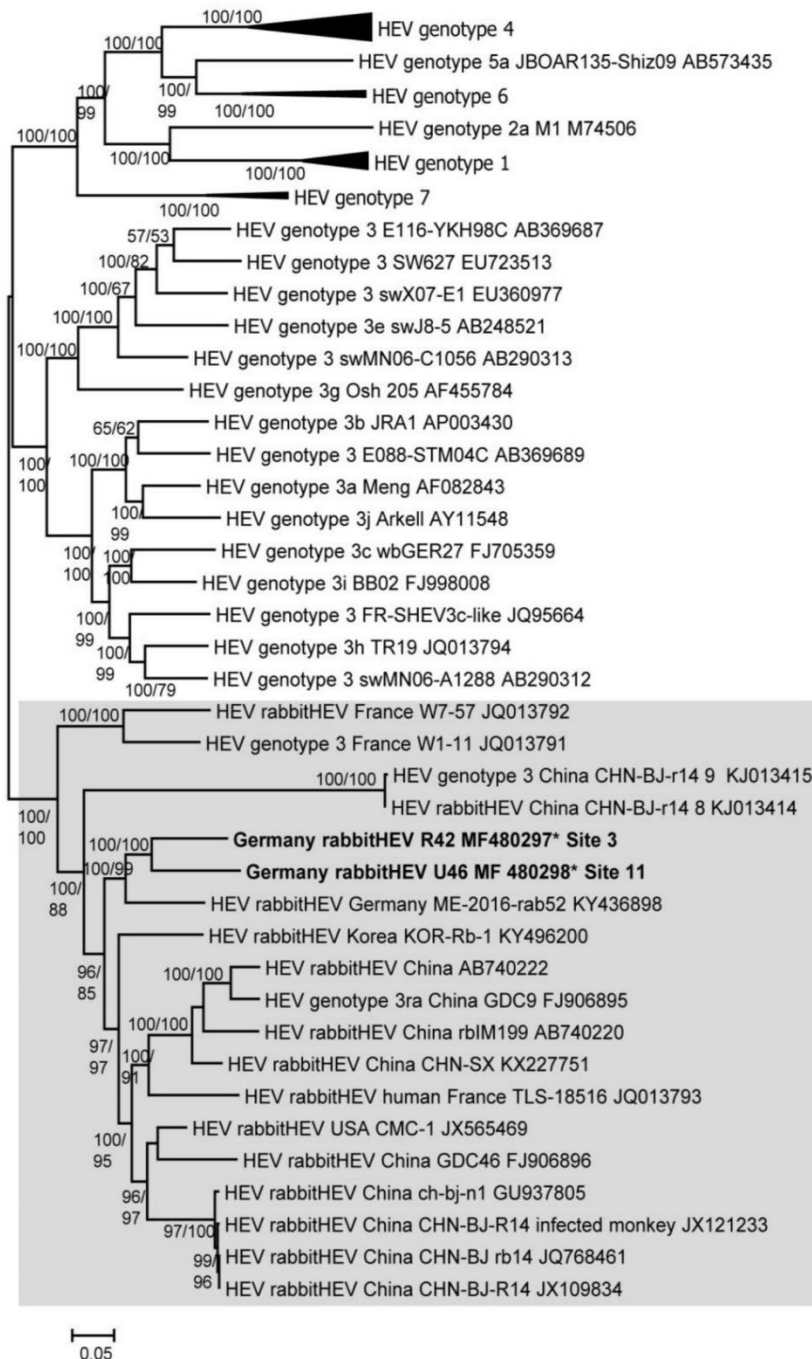 100/100
HEV genotype 4
100/100
HEV genotype 5a JBOAR135-Shiz09 AB573435
100/
99
100/
99
HEV genotype 6
100/100
HEV genotype 2a M1 M74506
100/100
100/100
HEV genotype 1
100/100
HEV genotype 7
100/100
HEV genotype 3 E116-YKH98C AB369687
57/53
HEV genotype 3 SW627 EU723513
100/82
HEV genotype 3 swX07-E1 EU360977
100/67
HEV genotype 3e swJ8-5 AB248521
100/100
100/100
HEV genotype 3 swMN06-C1056 AB290313
HEV genotype 3g Osh 205 AF455784
HEV genotype 3b JRA1 AP003430
65/62
HEV genotype 3 E088-STM04C AB369689
100/
100
100/100
HEV genotype 3a Meng AF082843
HEV genotype 3j Arkell AY11548
100/
99
HEV genotype 3c wbGER27 FJ705359
100/
100
100/
100
HEV genotype 3i BB02 FJ998008
HEV genotype 3 FR-SHEV3c-like JQ95664
100/
99
HEV genotype 3h TR19 JQ013794
100/
99
HEV genotype 3 swMN06-A1288 AB290312
100/79
HEV rabbitHEV France W7-57 JQ013792
100/100
HEV genotype 3 France W1-11 JQ013791
HEV genotype 3 China CHN-BJ-r14 9 KJ013415
100/100
HEV rabbitHEV China CHN-BJ-r14 8 KJ013414
100/
100
Germany rabbitHEV R42 MF480297* Site 3
100/100
Germany rabbitHEV U46 MF 480298* Site 11
100/99
100/
88
HEV rabbitHEV Germany ME-2016-rab52 KY436898
HEV rabbitHEV Korea KOR-Rb-1 KY496200
HEV rabbitHEV China AB740222
100/100
96/
85
HEV genotype 3ra China GDC9 FJ906895
HEV rabbitHEV China rbIM199 AB740220
100/100
97/
97
HEV rabbitHEV China CHN-SX KX227751
100/
91
HEV rabbitHEV human France TLS-18516 JQ013793
HEV rabbitHEV USA CMC-1 JX565469
100/
95
HEV rabbitHEV China GDC46 FJ906896
HEV rabbitHEV China ch-bj-n1 GU937805
96/
97
HEV rabbitHEV China CHN-BJ-R14 infected monkey JX121233
97/100
HEV rabbitHEV China CHN-BJ rb14 JQ768461
99/
96
HEV rabbitHEV China CHN-BJ-R14 JX109834
0.05